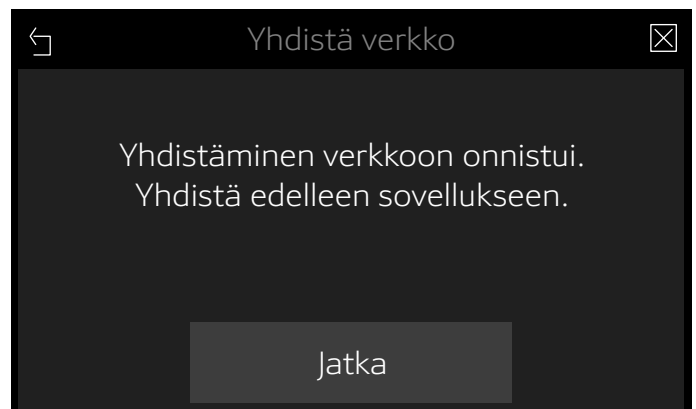 Yhdistä verkko
Yhdistäminen verkkoon onnistui.
Yhdistä edelleen sovellukseen.
Jatka